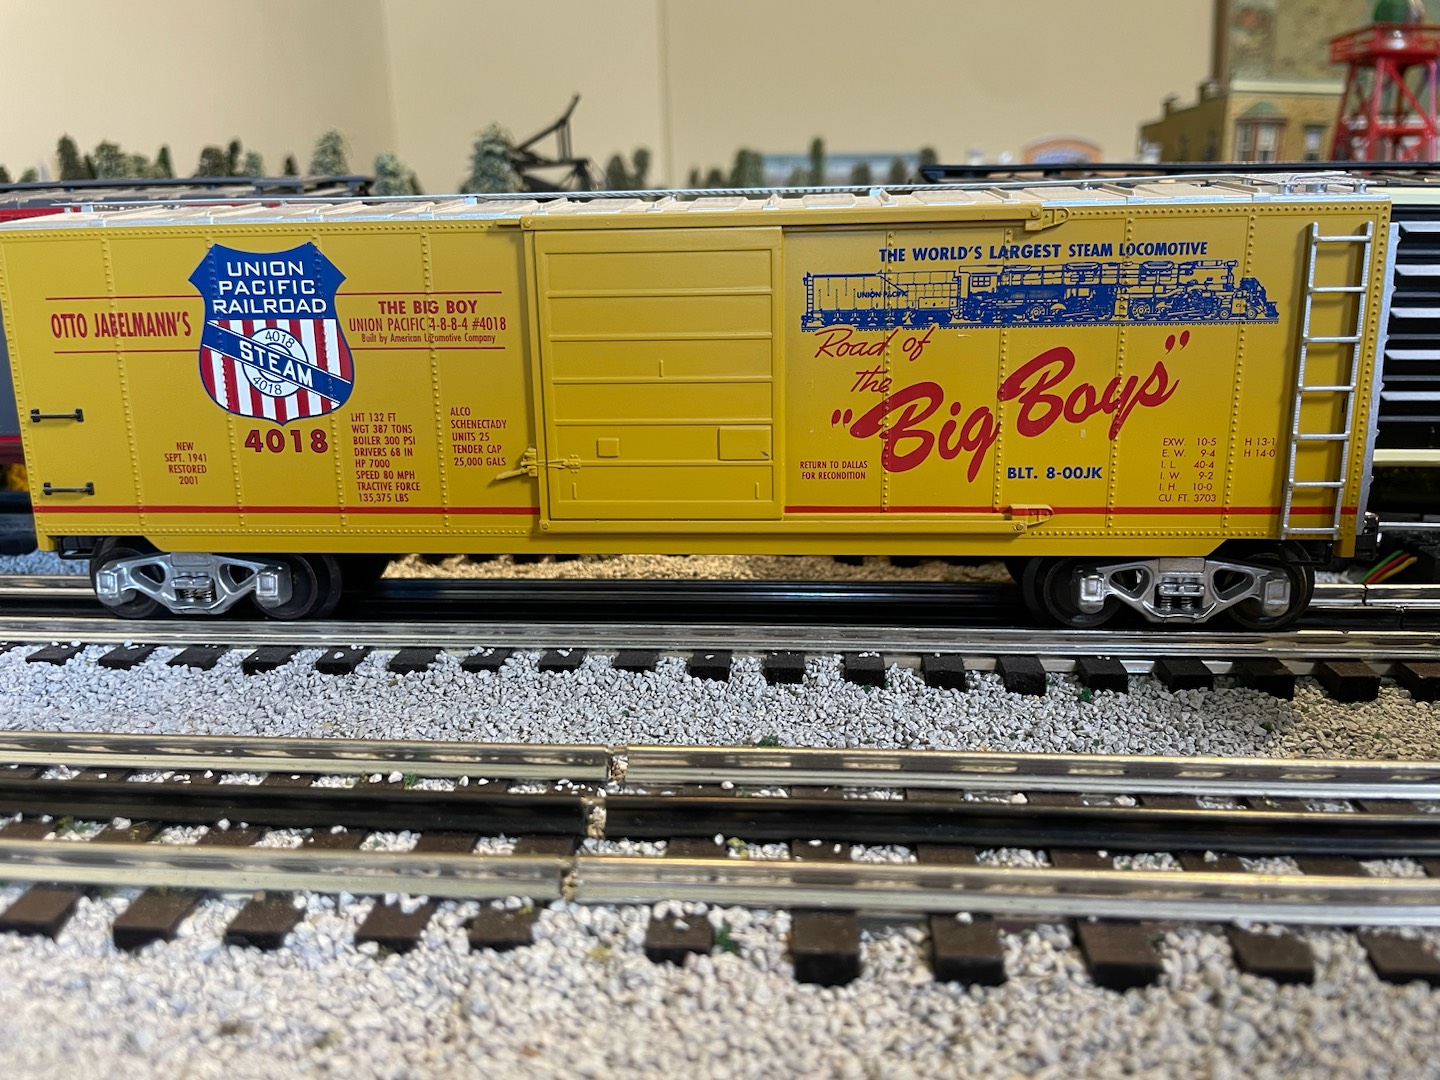 OTTO JABELMANN'S
UNION
PACIFIC
RAILROAD
4018
STEAM
4018
4018
THE BIG BOY
UNION PACIFIC 4-8-8-4 #4018
Built by American Locomotive Company
NEW
SEPT. 1941
RESTORED
2001
LHT 132 FT
WGT 387 TONS
BOILER 300 PSI
DRIVERS 68 IN
HP 7000
SPEED 80 MPH
TRACTIVE FORCE
135,375 LBS
ALCO
SCHENECTADY
UNITS 25
TENDER CAP
25,000 GALS
THE WORLD'S LARGEST STEAM LOCOMOTIVE
UNION PACIFIC
Road of
the
"Big Boys"
RETURN TO DALLAS
FOR RECONDITION
BLT. 8-00JK
EXW. 10-5 H 13-1
E. W. 9-4 H 14-0
I. L. 40-4
I. W. 9-2
I. H. 10-0
CU. FT. 3703